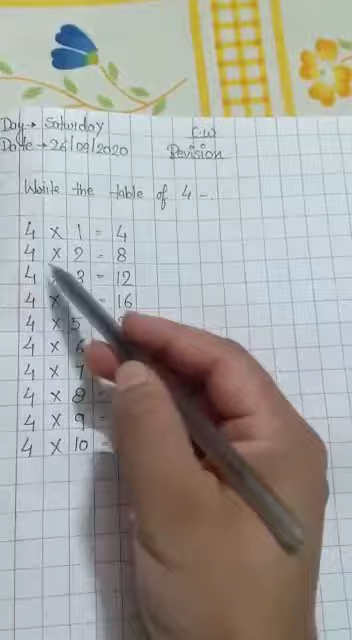 Day → Saturday
C.W
Date → 26/09/2020
Revision
Write the table of 4 -.
4 × 1 = 4
4 × 2 = 8
4 3 = 12
4 × = 16
4 × 5
4 × 6
4 × 7
4 × 8 =
4 × 9 =
4 × 10 =